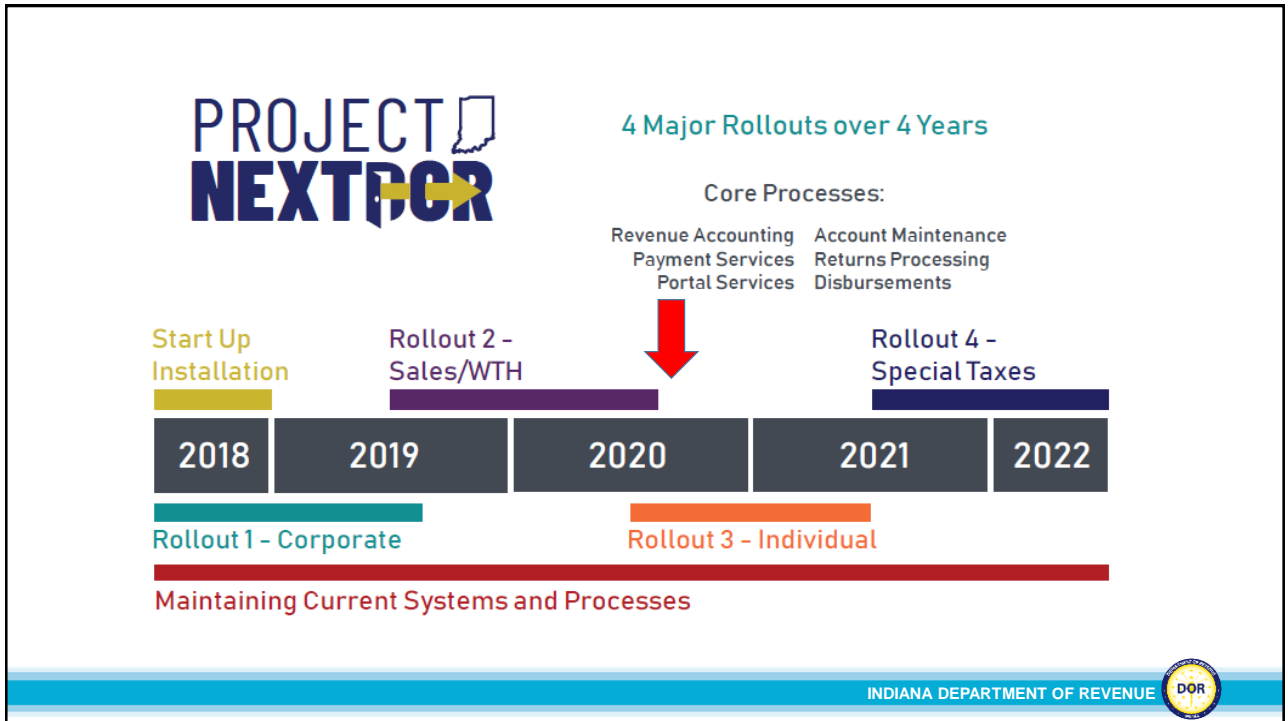 PROJECT
NEXTDOR
4 Major Rollouts over 4 Years
Core Processes:
Revenue Accounting Account Maintenance
Payment Services Returns Processing
Portal Services Disbursements
Start Up
Installation
Rollout 2 -
Sales/WTH
Rollout 4 -
Special Taxes
2018 2019 2020 2021 2022
Rollout 1 - Corporate
Rollout 3 - Individual
Maintaining Current Systems and Processes
INDIANA DEPARTMENT OF REVENUE
DOR